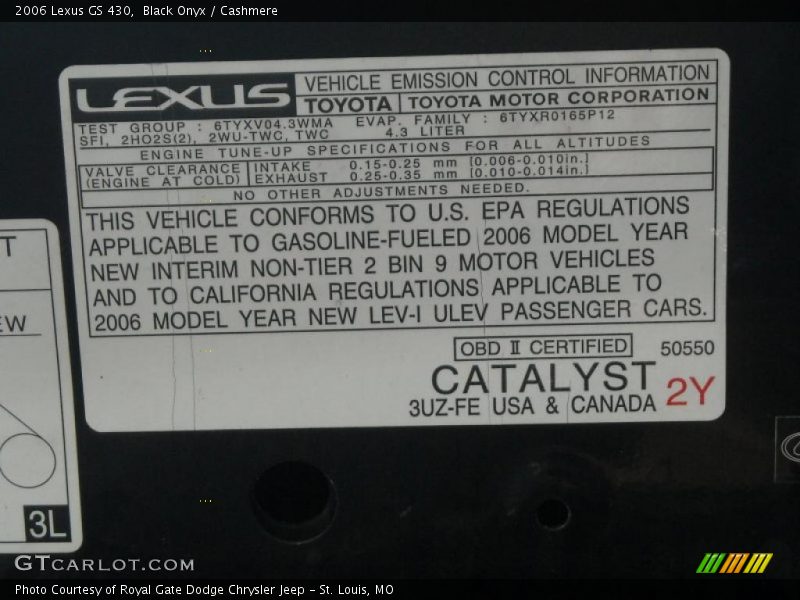 2006 Lexus GS 430,  Black Onyx / Cashmere
LEXUS
VEHICLE EMISSION CONTROL INFORMATION
TOYOTA TOYOTA MOTOR CORPORATION
TEST GROUP : 6TYXV04.3WMA EVAP. FAMILY : 6TYXR0165P12
SFI, 2HO2S(2), 2WU-TWC, TWC 4.3 LITER
ENGINE TUNE-UP SPECIFICATIONS FOR ALL ALTITUDES
VALVE CLEARANCE INTAKE 0.15-0.25 mm [0.006-0.010in.]
(ENGINE AT COLD) EXHAUST 0.25-0.35 mm [0.010-0.014in.]
NO OTHER ADJUSTMENTS NEEDED.
THIS VEHICLE CONFORMS TO U.S. EPA REGULATIONS
APPLICABLE TO GASOLINE-FUELED 2006 MODEL YEAR
NEW INTERIM NON-TIER 2 BIN 9 MOTOR VEHICLES
AND TO CALIFORNIA REGULATIONS APPLICABLE TO
2006 MODEL YEAR NEW LEV-I ULEV PASSENGER CARS.
OBD II CERTIFIED 50550
CATALYST 2Y
3UZ-FE USA & CANADA
T
EW
3L
GTCARLOT.COM
Photo Courtesy of Royal Gate Dodge Chrysler Jeep – St. Louis, MO